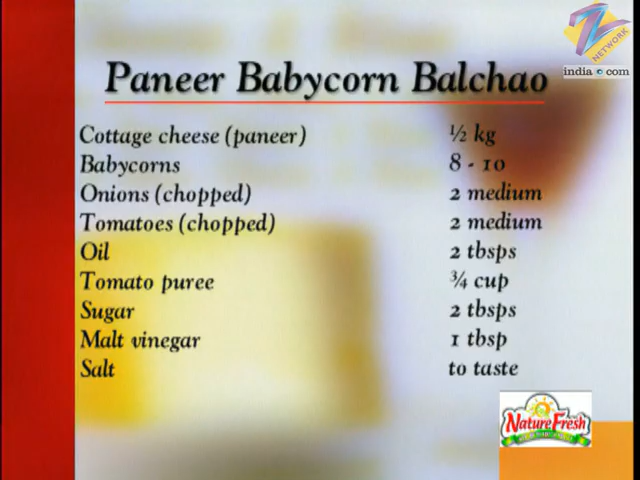 Z
NETWORK
india.com
Paneer Babycorn Balchao
Cottage cheese (paneer) ½ kg
Babycorns 8 - 10
Onions (chopped) 2 medium
Tomatoes (chopped) 2 medium
Oil 2 tbsps
Tomato puree ¾ cup
Sugar 2 tbsps
Malt vinegar 1 tbsp
Salt to taste
Nature Fresh